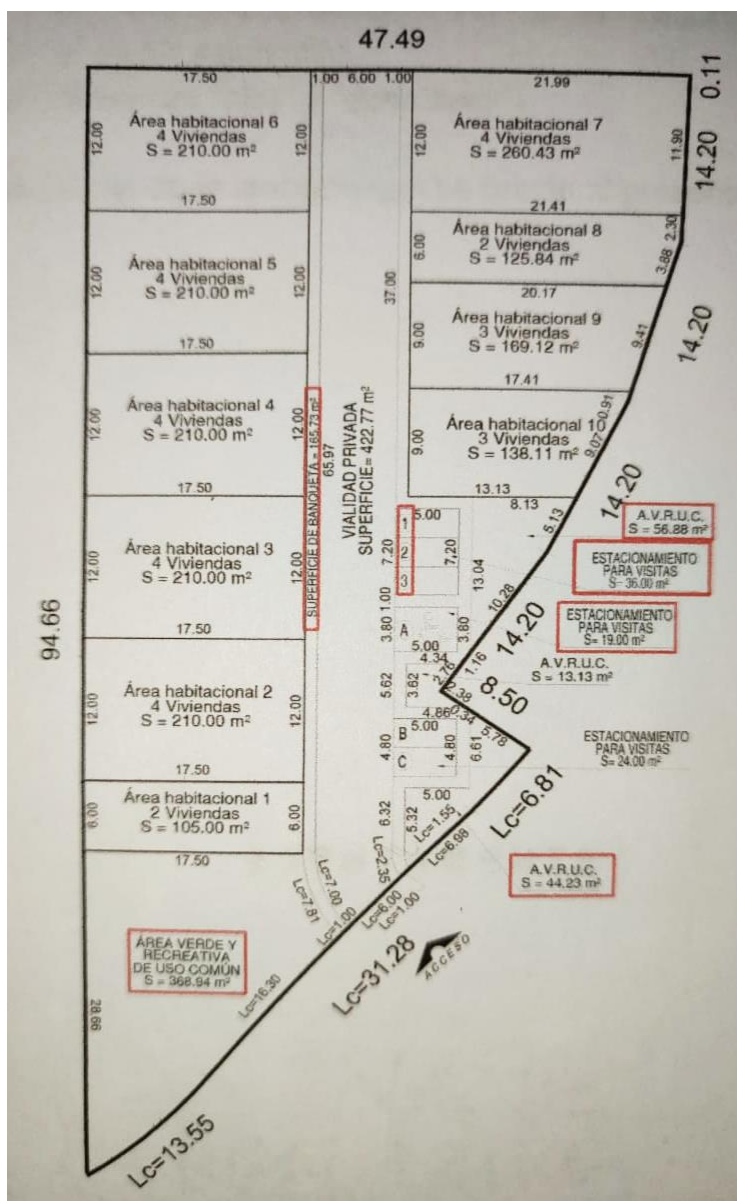 47.49
17.50
1.00
6.00
1.00
21.99
0.11
Área habitacional 6
4 Viviendas
S = 210.00 m²
12.00
12.00
17.50
Área habitacional 7
4 Viviendas
S = 260.43 m²
12.00
11.90
14.20
21.41
Área habitacional 8
2 Viviendas
S = 125.84 m²
6.00
2.30
3.88
20.17
Área habitacional 5
4 Viviendas
S = 210.00 m²
12.00
12.00
17.50
37.00
Área habitacional 9
3 Viviendas
S = 169.12 m²
9.00
9.41
14.20
17.41
Área habitacional 4
4 Viviendas
S = 210.00 m²
12.00
12.00
17.50
Área habitacional 10
3 Viviendas
S = 138.11 m²
9.00
0.91
9.07
13.13
8.13
14.20
SUPERFICIE DE BANQUETA = 165.73 m²
65.97
VIALIDAD PRIVADA
SUPERFICIE= 422.77 m²
Área habitacional 3
4 Viviendas
S = 210.00 m²
12.00
12.00
17.50
1
2
3
5.00
7.20
7.20
5.13
13.04
10.28
A.V.R.U.C.
S = 56.88 m²
ESTACIONAMIENTO
PARA VISITAS
S= 36.00 m²
94.66
1.00
3.80
A
3.80
5.00
14.20
1.16
ESTACIONAMIENTO
PARA VISITAS
S= 19.00 m²
Área habitacional 2
4 Viviendas
S = 210.00 m²
12.00
12.00
17.50
4.34
5.62
3.62
2.76
2.38
4.86
0.34
8.50
A.V.R.U.C.
S = 13.13 m²
5.00
B
C
4.80
4.80
6.61
5.78
ESTACIONAMIENTO
PARA VISITAS
S= 24.00 m²
Área habitacional 1
2 Viviendas
S = 105.00 m²
6.00
6.00
17.50
5.00
6.32
5.32
Lc=1.55
Lc=6.98
Lc=6.81
Lc=2.35
Lc=7.00
Lc=7.81
Lc=1.00
Lc=6.00
Lc=1.00
A.V.R.U.C.
S = 44.23 m²
ÁREA VERDE Y
RECREATIVA
DE USO COMÚN
S = 368.94 m²
28.66
Lc=16.30
Lc=31.28
ACCESO
Lc=13.55